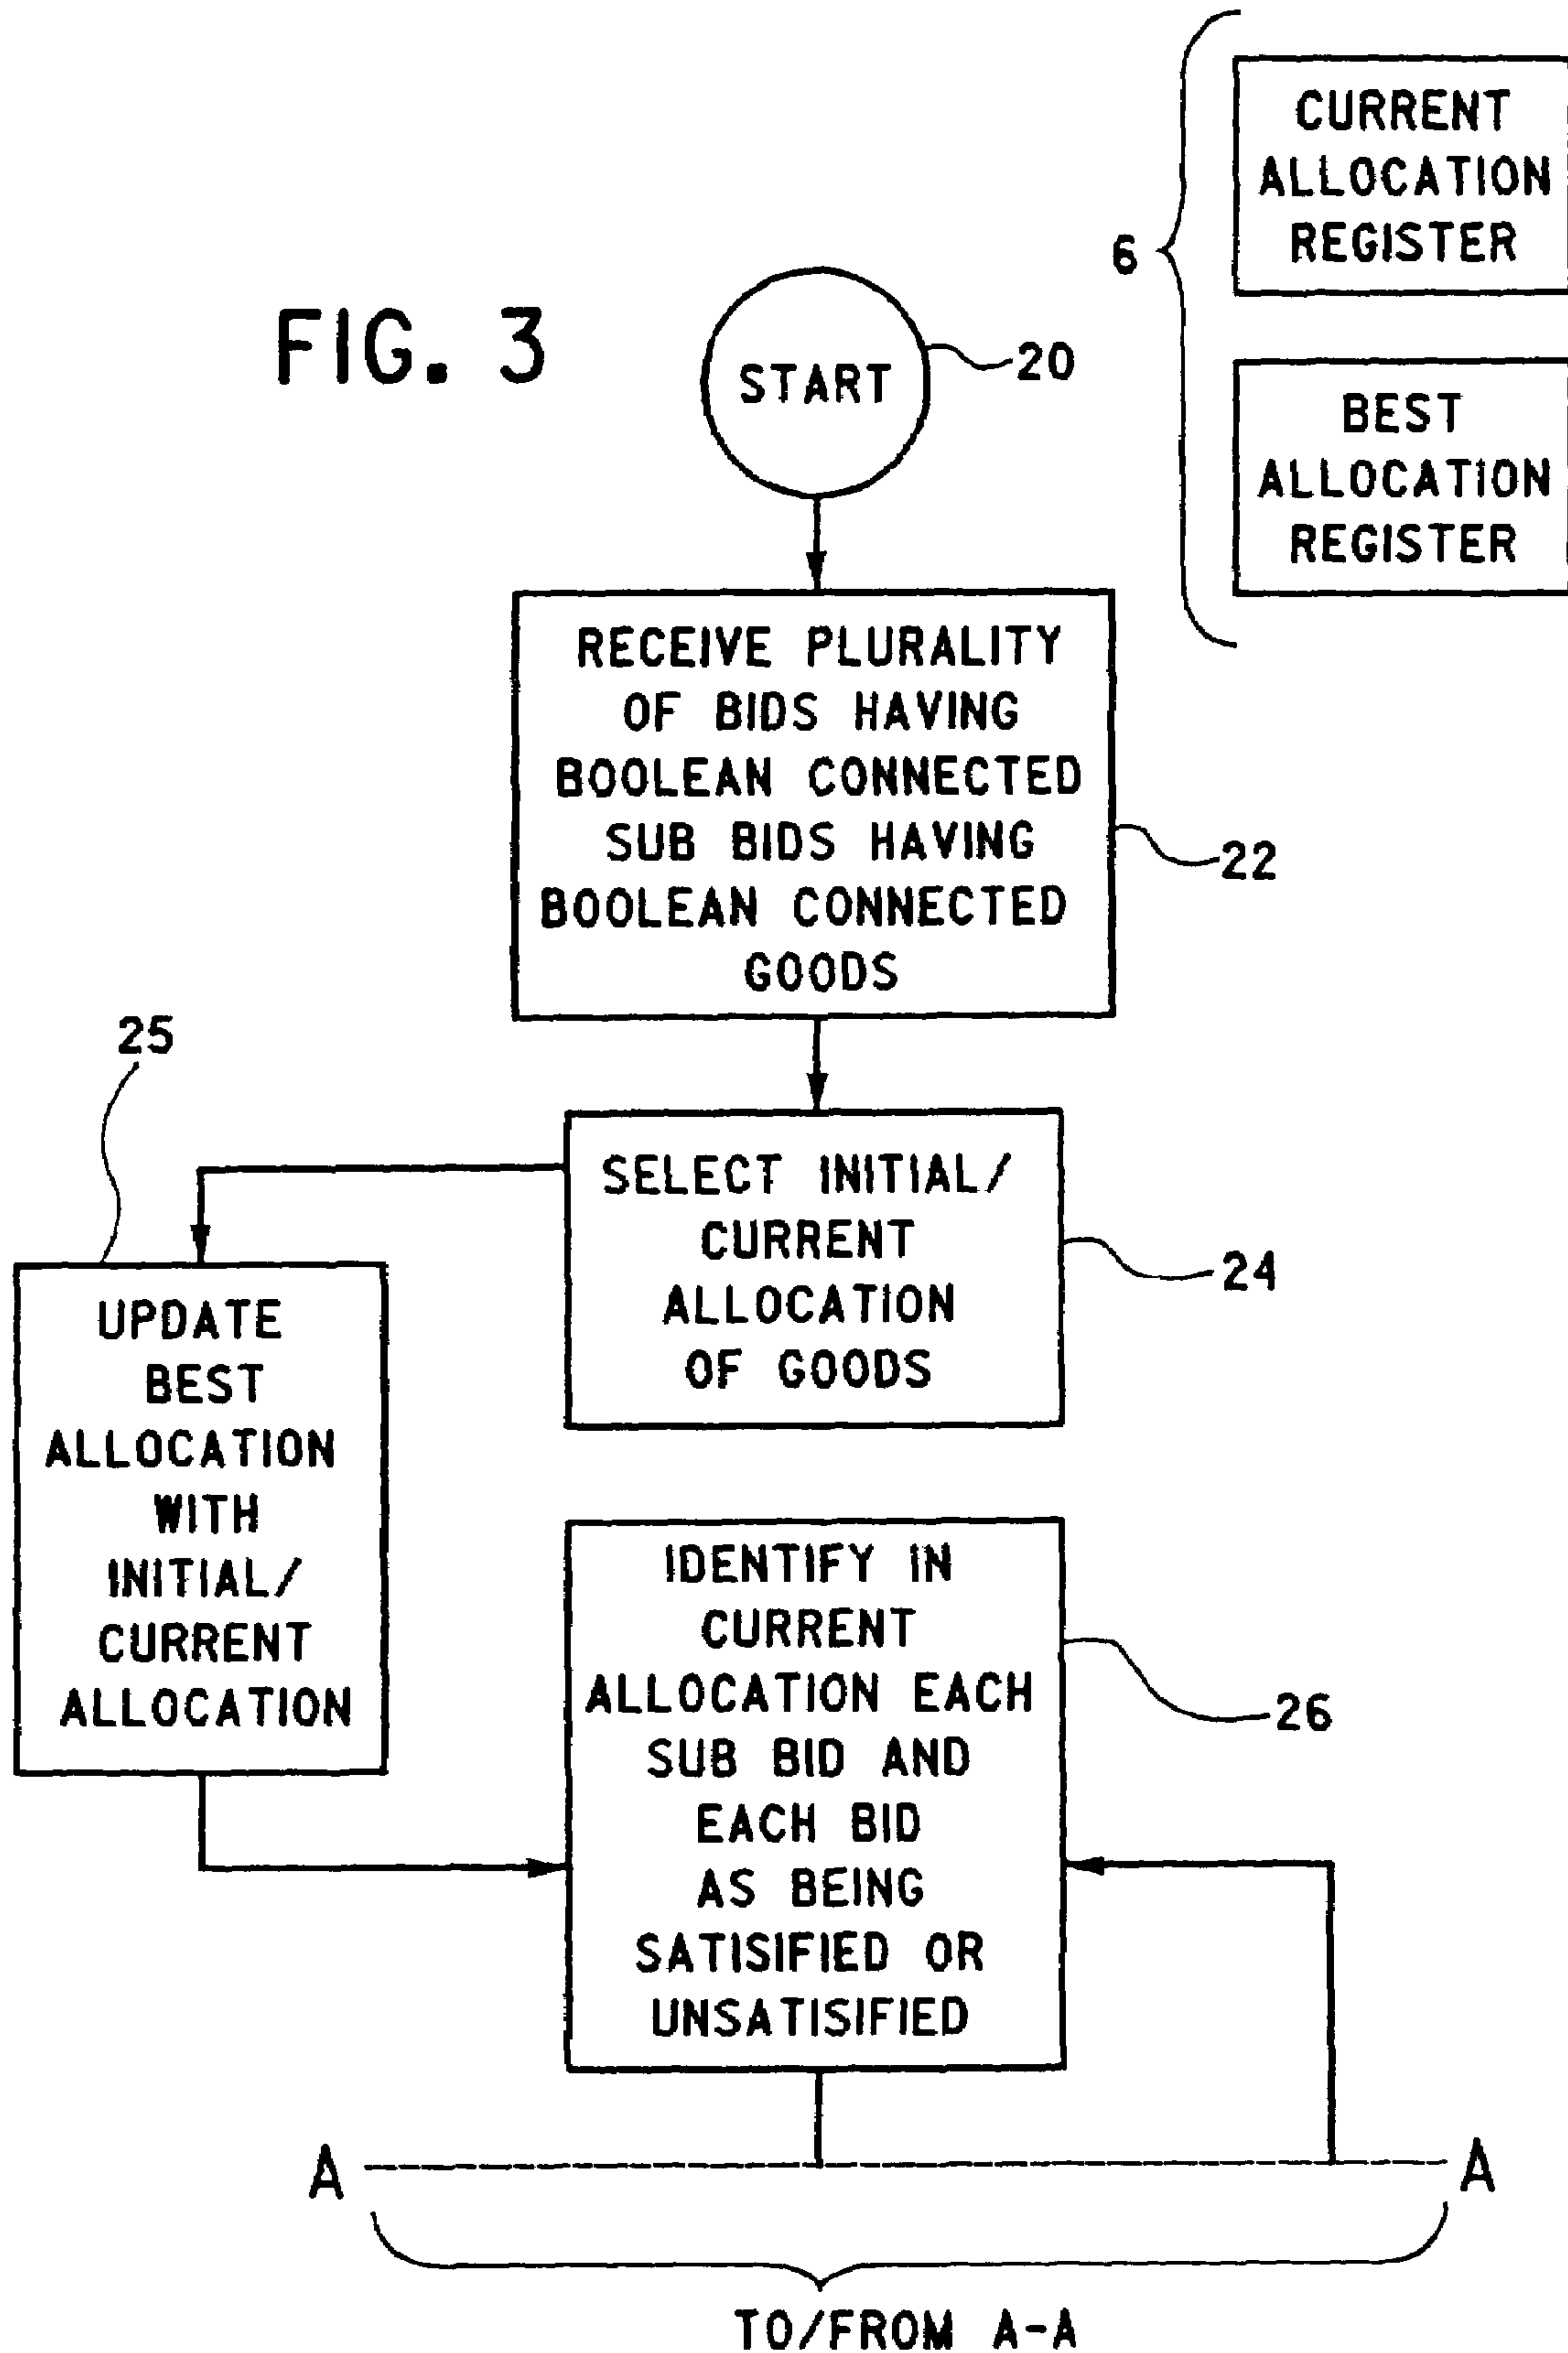 CURRENT
ALLOCATION
REGISTER
6
FIG. 3
START
20
BEST
ALLOCATION
REGISTER
RECEIVE PLURALITY
OF BIDS HAVING
BOOLEAN CONNECTED
SUB BIDS HAVING
BOOLEAN CONNECTED
GOODS
22
25
SELECT INITIAL/
CURRENT
ALLOCATION
OF GOODS
24
UPDATE
BEST
ALLOCATION
WITH
INITIAL/
CURRENT
ALLOCATION
IDENTIFY IN
CURRENT
ALLOCATION EACH
SUB BID AND
EACH BID
AS BEING
SATISIFIED OR
UNSATISIFIED
26
A
A
TO/FROM A-A